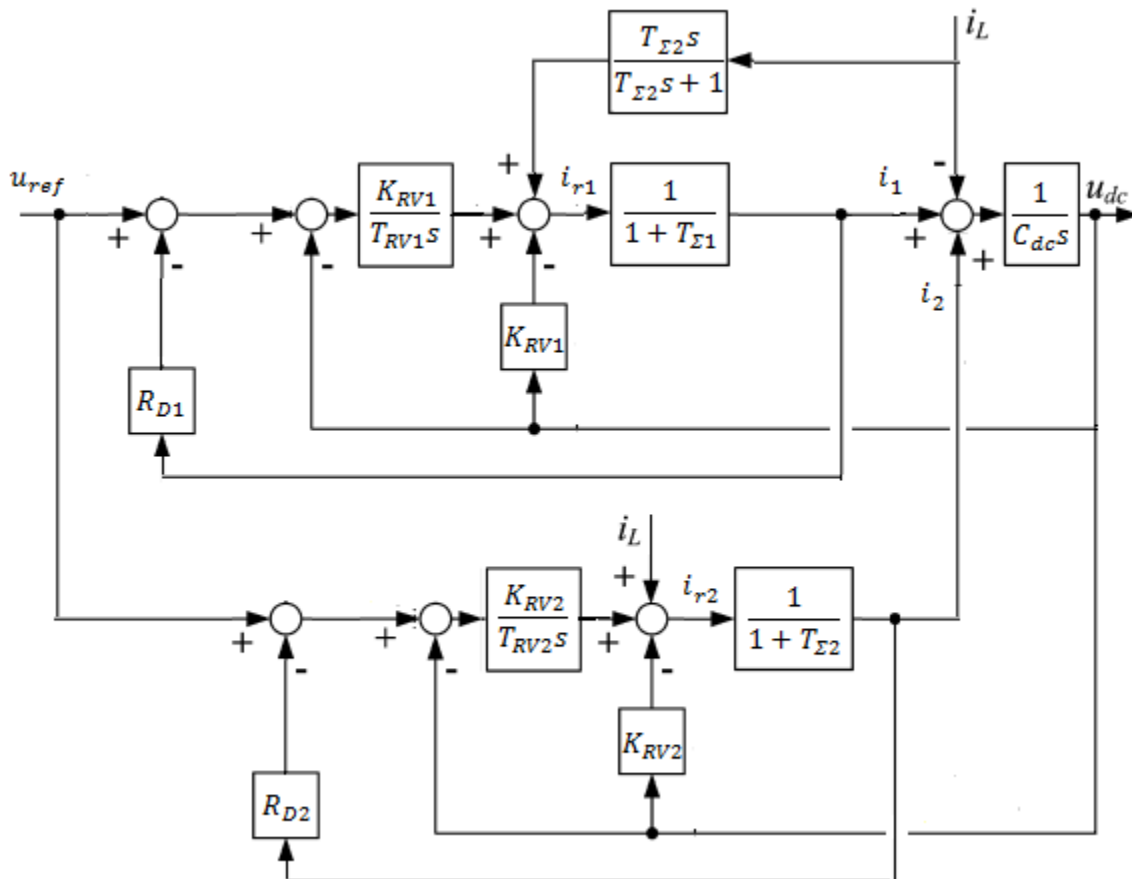 T_{Σ2}s
T_{Σ2}s + 1
i_L
+
-
u_{ref}
+
-
+
-
K_{RV1}
T_{RV1}s
+
-
i_{r1}
1
1 + T_{Σ1}
i_1
+
+
1
C_{dc}s
u_{dc}
i_2
K_{RV1}
R_{D1}
i_L
+
+
-
+
-
K_{RV2}
T_{RV2}s
+
-
i_{r2}
1
1 + T_{Σ2}
K_{RV2}
R_{D2}